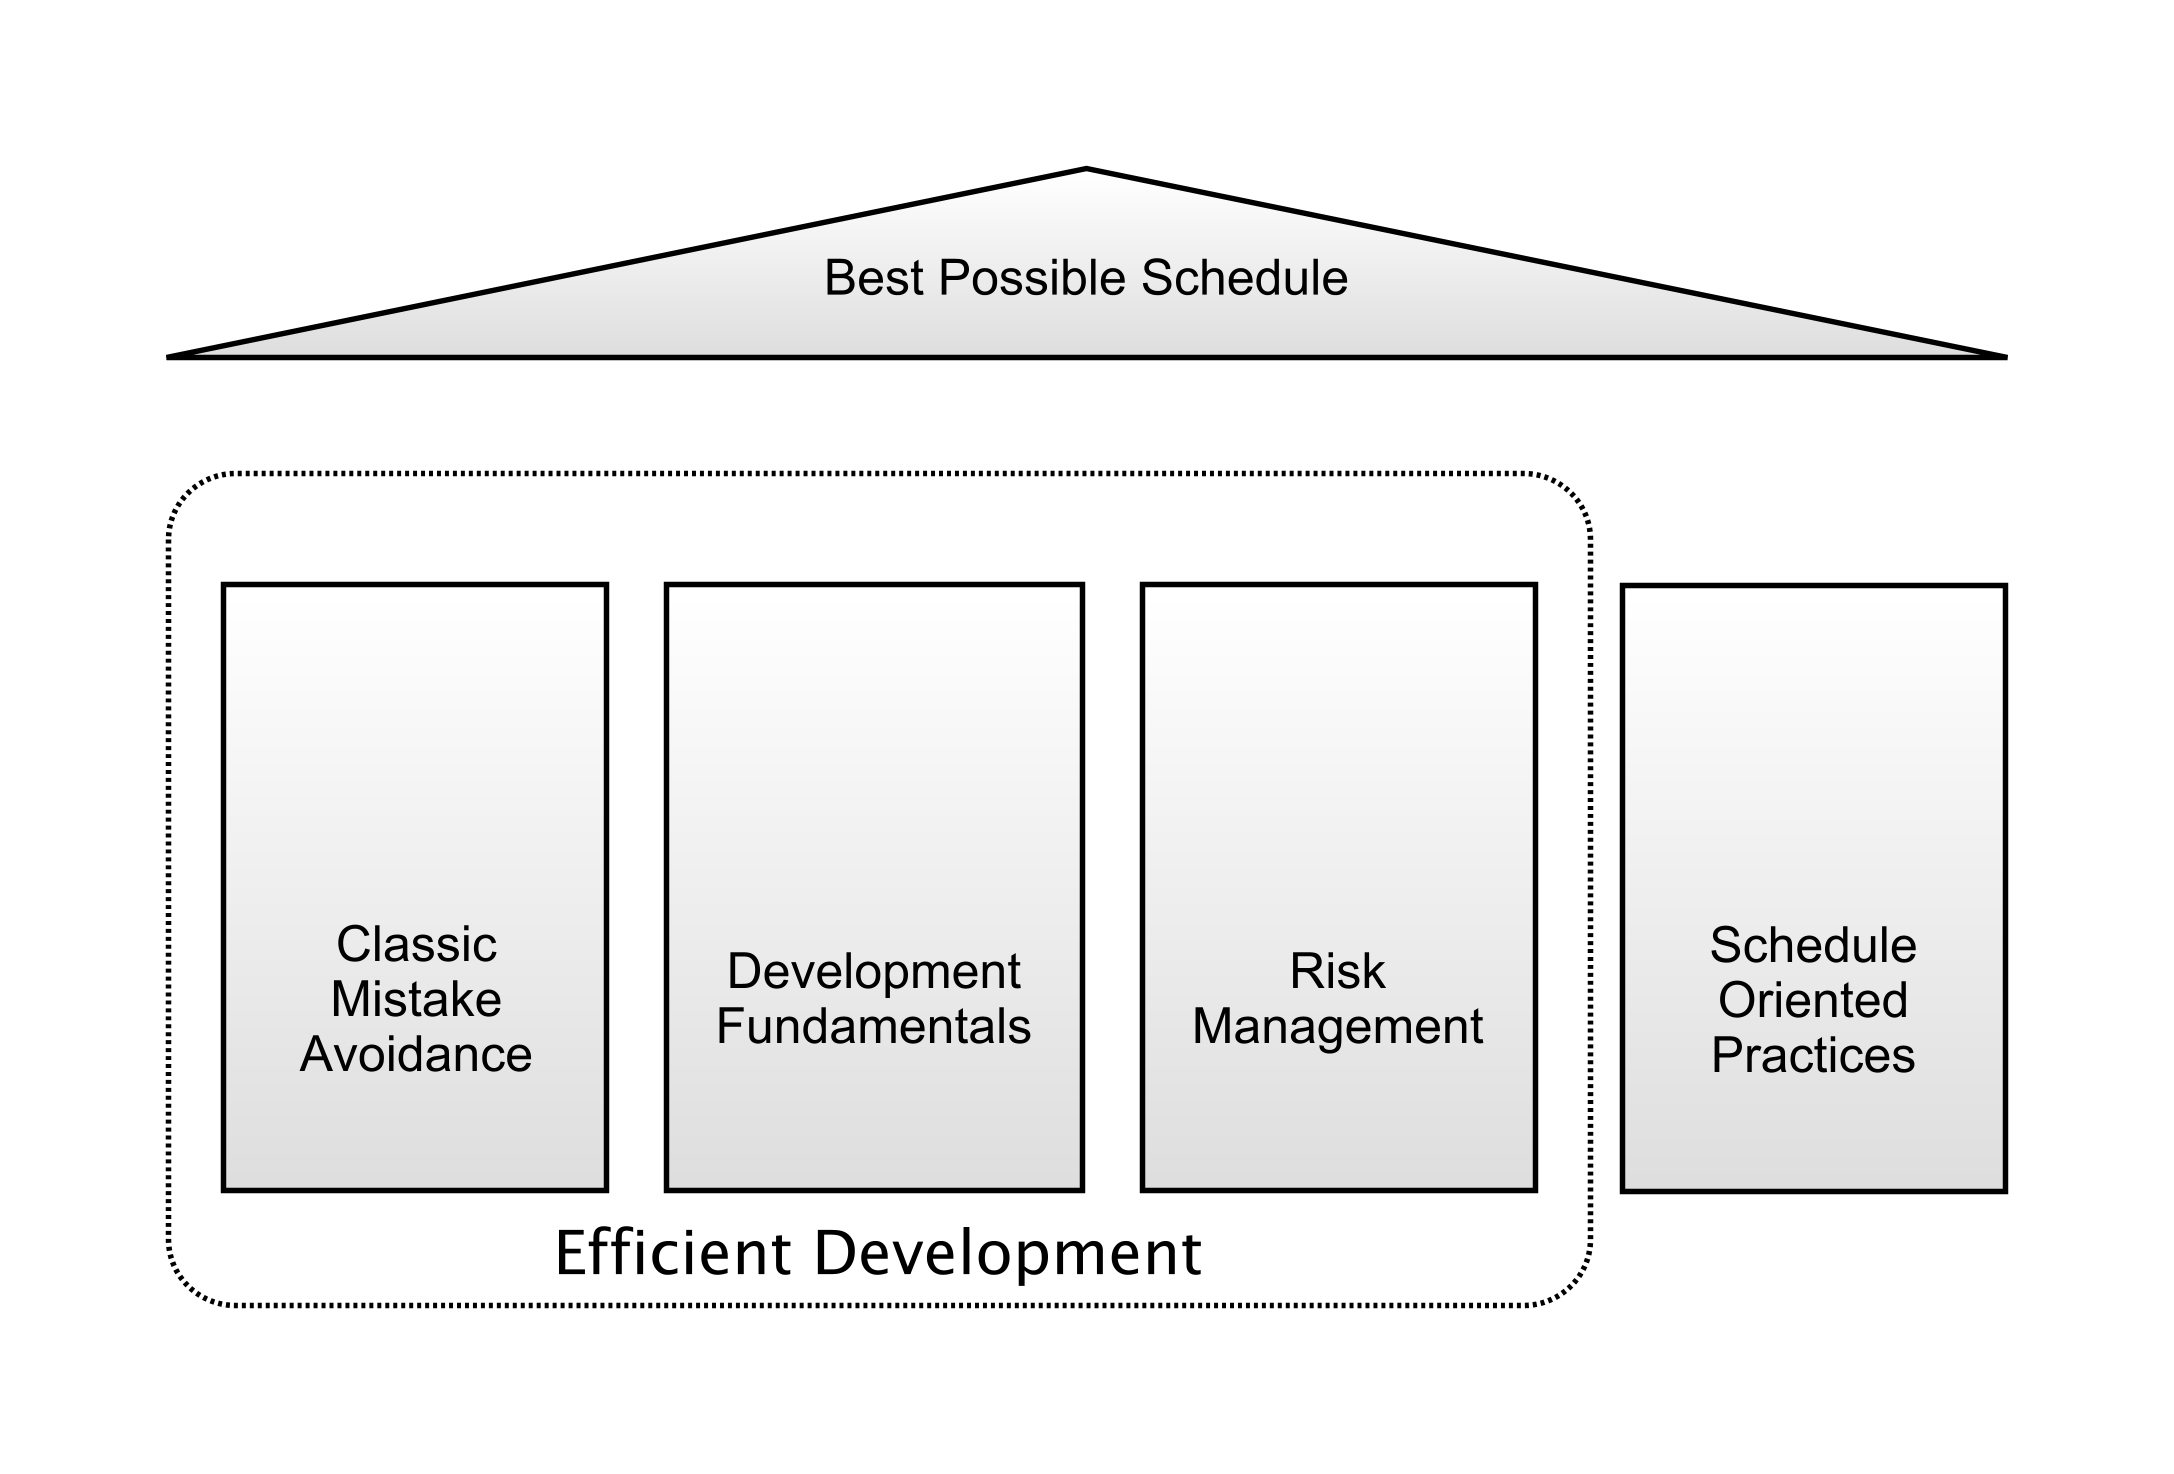 Best Possible Schedule
Classic
Mistake
Avoidance
Development
Fundamentals
Risk
Management
Schedule
Oriented
Practices
Efficient Development